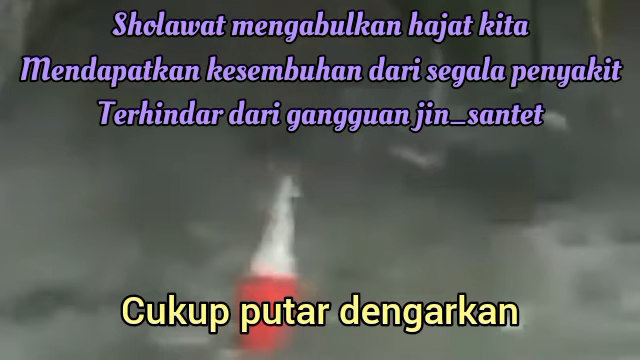 Sholawat mengabulkan hajat kita
Mendapatkan kesembuhan dari segala penyakit
Terhindar dari gangguan jin_santet
Cukup putar dengarkan